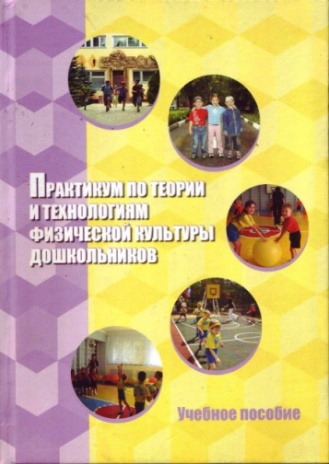 ПРАКТИКУМ ПО ТЕОРИИ
И ТЕХНОЛОГИЯМ
ФИЗИЧЕСКОЙ КУЛЬТУРЫ
ДОШКОЛЬНИКОВ
Учебное пособие